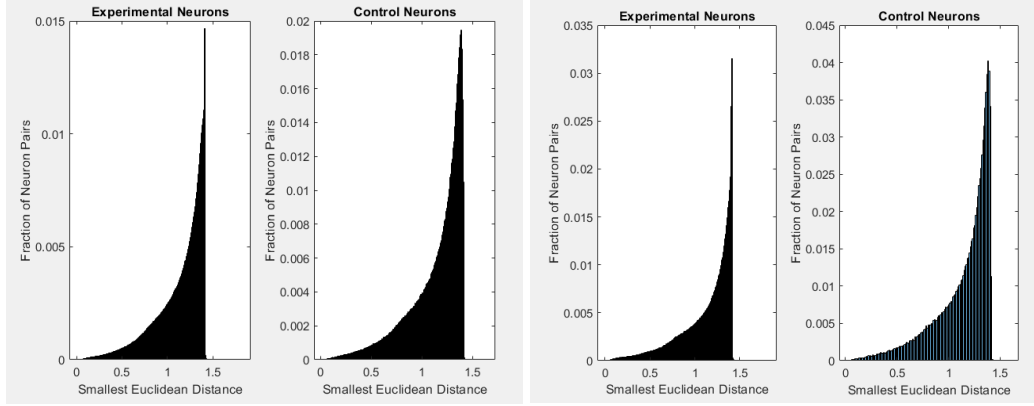 Experimental Neurons
0.015
0.01
0.005
0
Fraction of Neuron Pairs
0 0.5 1 1.5
Smallest Euclidean Distance
Control Neurons
0.02
0.018
0.016
0.014
0.012
0.01
0.008
0.006
0.004
0.002
0
Fraction of Neuron Pairs
0 0.5 1 1.5
Smallest Euclidean Distance
Experimental Neurons
0.035
0.03
0.025
0.02
0.015
0.01
0.005
0
Fraction of Neuron Pairs
0 0.5 1 1.5
Smallest Euclidean Distance
Control Neurons
0.045
0.04
0.035
0.03
0.025
0.02
0.015
0.01
0.005
0
Fraction of Neuron Pairs
0 0.5 1 1.5
Smallest Euclidean Distance